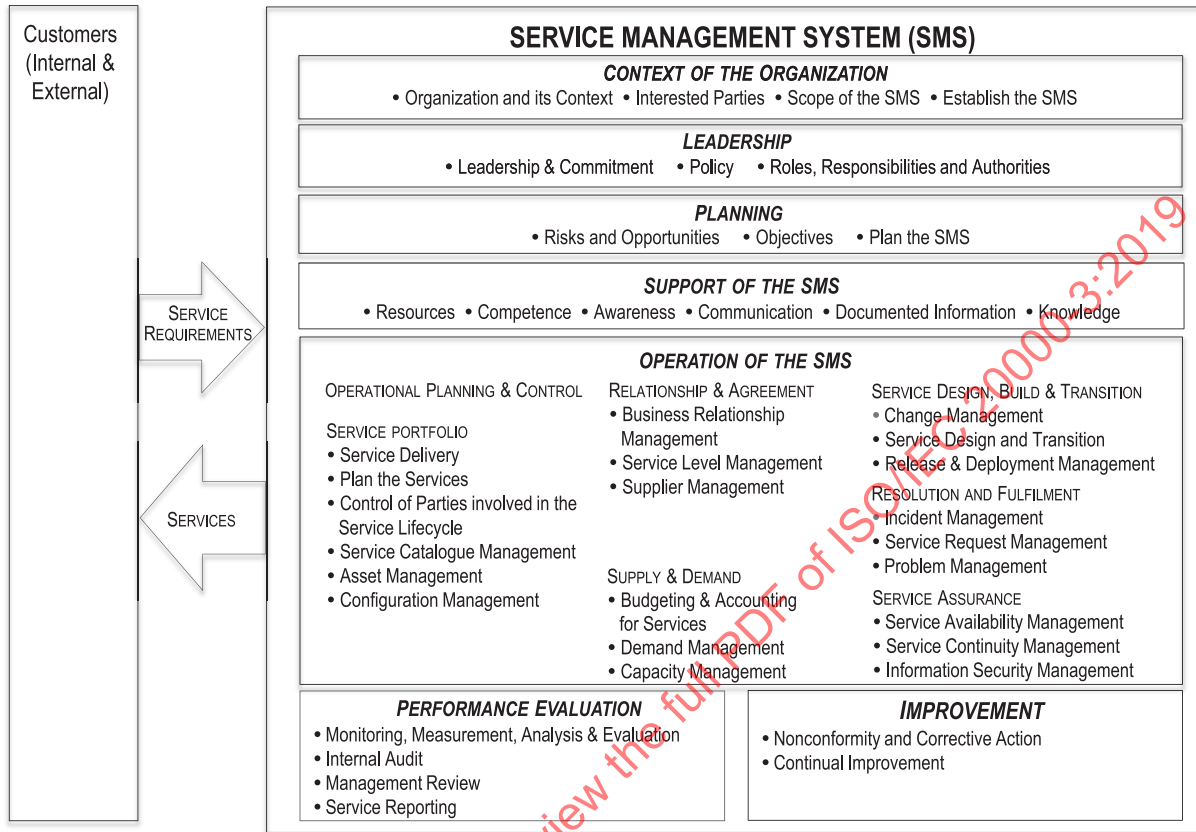 Customers
(Internal &
External)
SERVICE
REQUIREMENTS
SERVICES
SERVICE MANAGEMENT SYSTEM (SMS)
CONTEXT OF THE ORGANIZATION
• Organization and its Context • Interested Parties • Scope of the SMS • Establish the SMS
LEADERSHIP
• Leadership & Commitment • Policy • Roles, Responsibilities and Authorities
PLANNING
• Risks and Opportunities • Objectives • Plan the SMS
SUPPORT OF THE SMS
• Resources • Competence • Awareness • Communication • Documented Information • Knowledge
OPERATION OF THE SMS
OPERATIONAL PLANNING & CONTROL
SERVICE PORTFOLIO
• Service Delivery
• Plan the Services
• Control of Parties involved in the
Service Lifecycle
• Service Catalogue Management
• Asset Management
• Configuration Management
RELATIONSHIP & AGREEMENT
• Business Relationship
Management
• Service Level Management
• Supplier Management
SUPPLY & DEMAND
• Budgeting & Accounting
for Services
• Demand Management
• Capacity Management
SERVICE DESIGN, BUILD & TRANSITION
• Change Management
• Service Design and Transition
• Release & Deployment Management
RESOLUTION AND FULFILMENT
• Incident Management
• Service Request Management
• Problem Management
SERVICE ASSURANCE
• Service Availability Management
• Service Continuity Management
• Information Security Management
PERFORMANCE EVALUATION
• Monitoring, Measurement, Analysis & Evaluation
• Internal Audit
• Management Review
• Service Reporting
IMPROVEMENT
• Nonconformity and Corrective Action
• Continual Improvement
view the full PDF of ISO/IEC 20000-3:2019